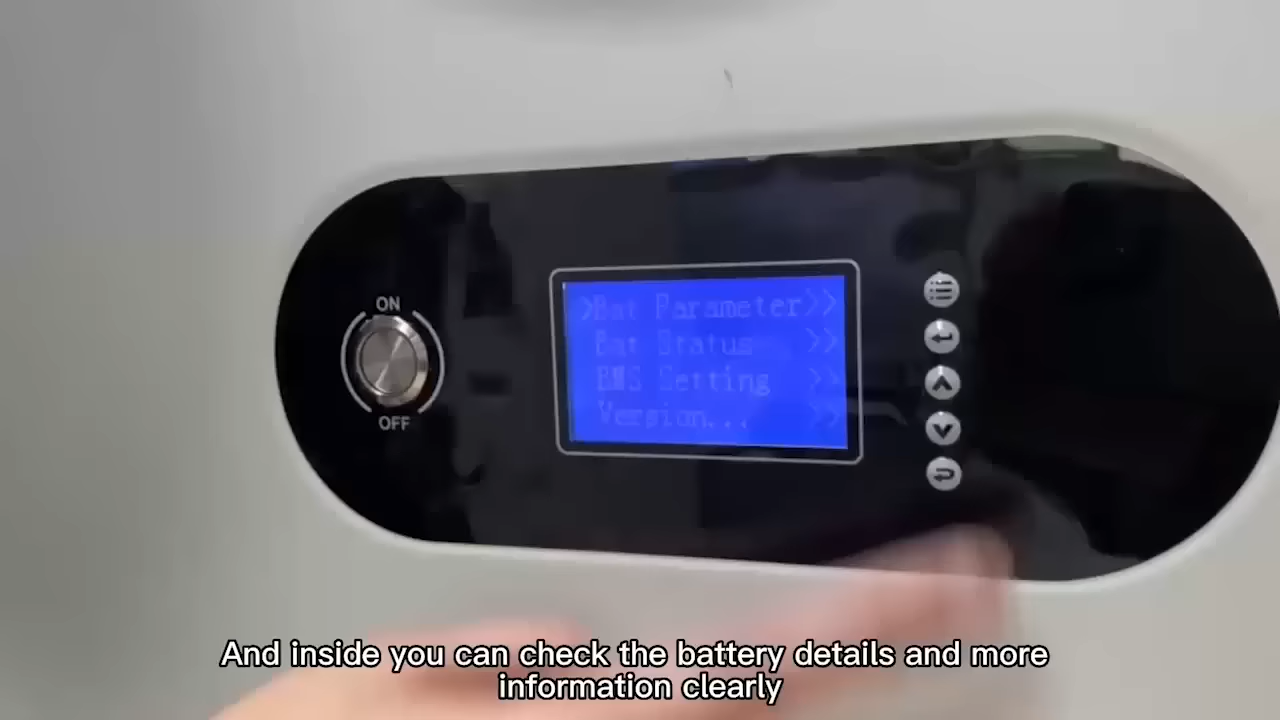 ON
OFF
>Bat Parameter>>
Bat Status >>
BMS Setting >>
Version... >>
And inside you can check the battery details and more
information clearly